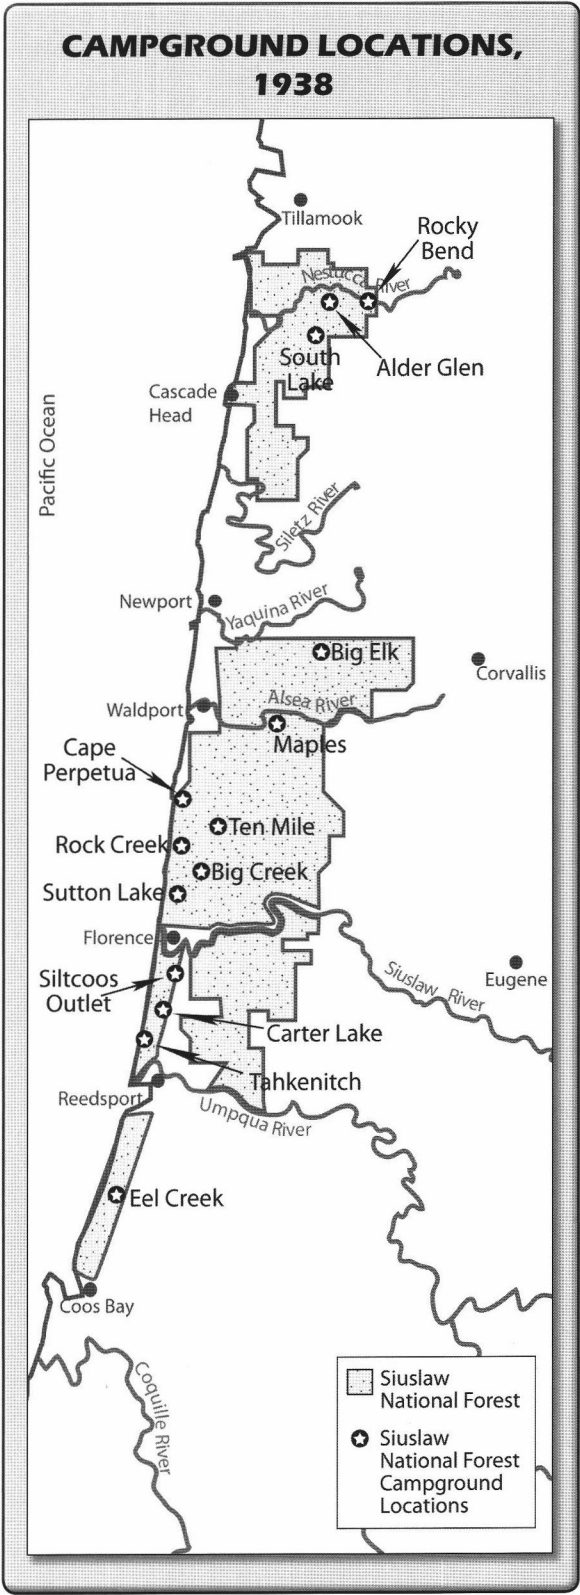 CAMPGROUND LOCATIONS,
1938
Tillamook
Rocky
Bend
Nestucca River
Alder Glen
South
Lake
Cascade
Head
Pacific Ocean
Siletz River
Newport
Yaquina River
Big Elk
Corvallis
Alsea River
Waldport
Maples
Cape
Perpetua
Ten Mile
Rock Creek
Big Creek
Sutton Lake
Florence
Siuslaw River
Eugene
Siltcoos
Outlet
Carter Lake
Tahkenitch
Reedsport
Umpqua River
Eel Creek
Coos Bay
Coquille River
Siuslaw
National Forest
Siuslaw
National Forest
Campground
Locations